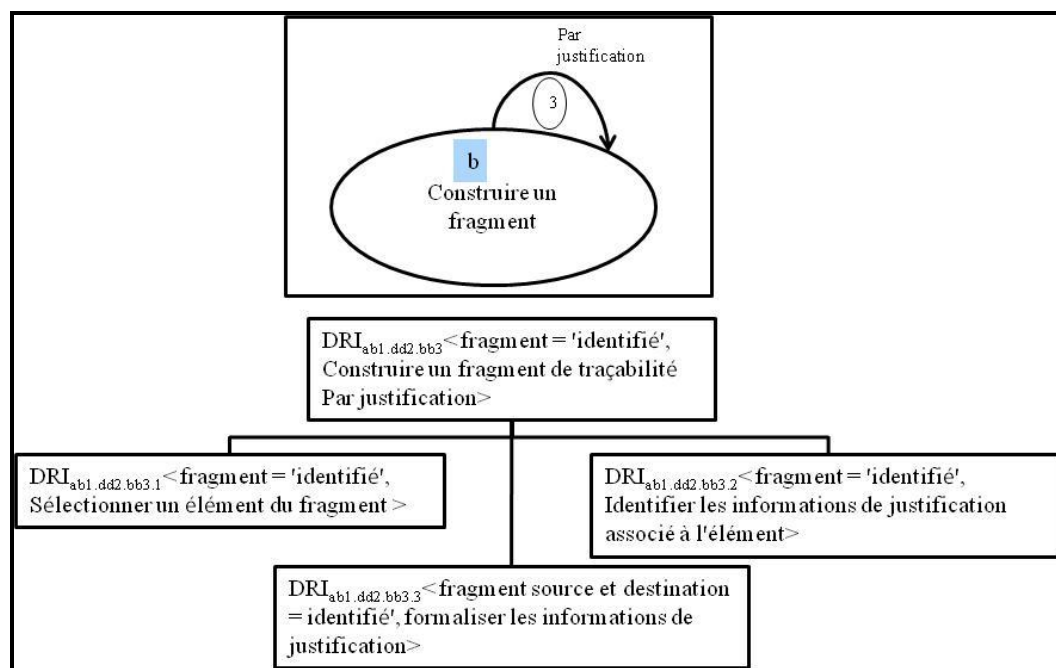 Par
justification
3
b
Construire un
fragment
DRIab1.dd2.bb3<fragment = 'identifié',
Construire un fragment de traçabilité
Par justification>
DRIab1.dd2.bb3.1<fragment = 'identifié',
Sélectionner un élément du fragment >
DRIab1.dd2.bb3.2<fragment = 'identifié',
Identifier les informations de justification
associé à l'élément>
DRIab1.dd2.bb3.3<fragment source et destination
= identifié', formaliser les informations de
justification>